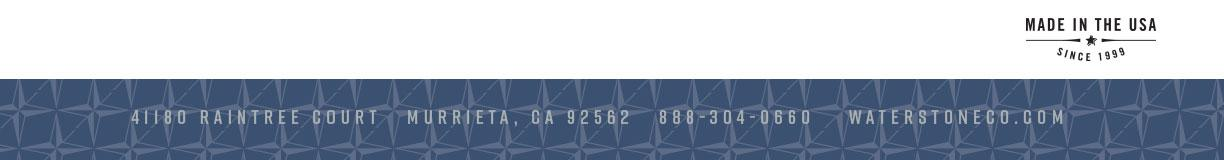 MADE IN THE USA
SINCE 1999
41180 RAINTREE COURT MURRIETA, CA 92562 888-304-0660 WATERSTONECO.COM